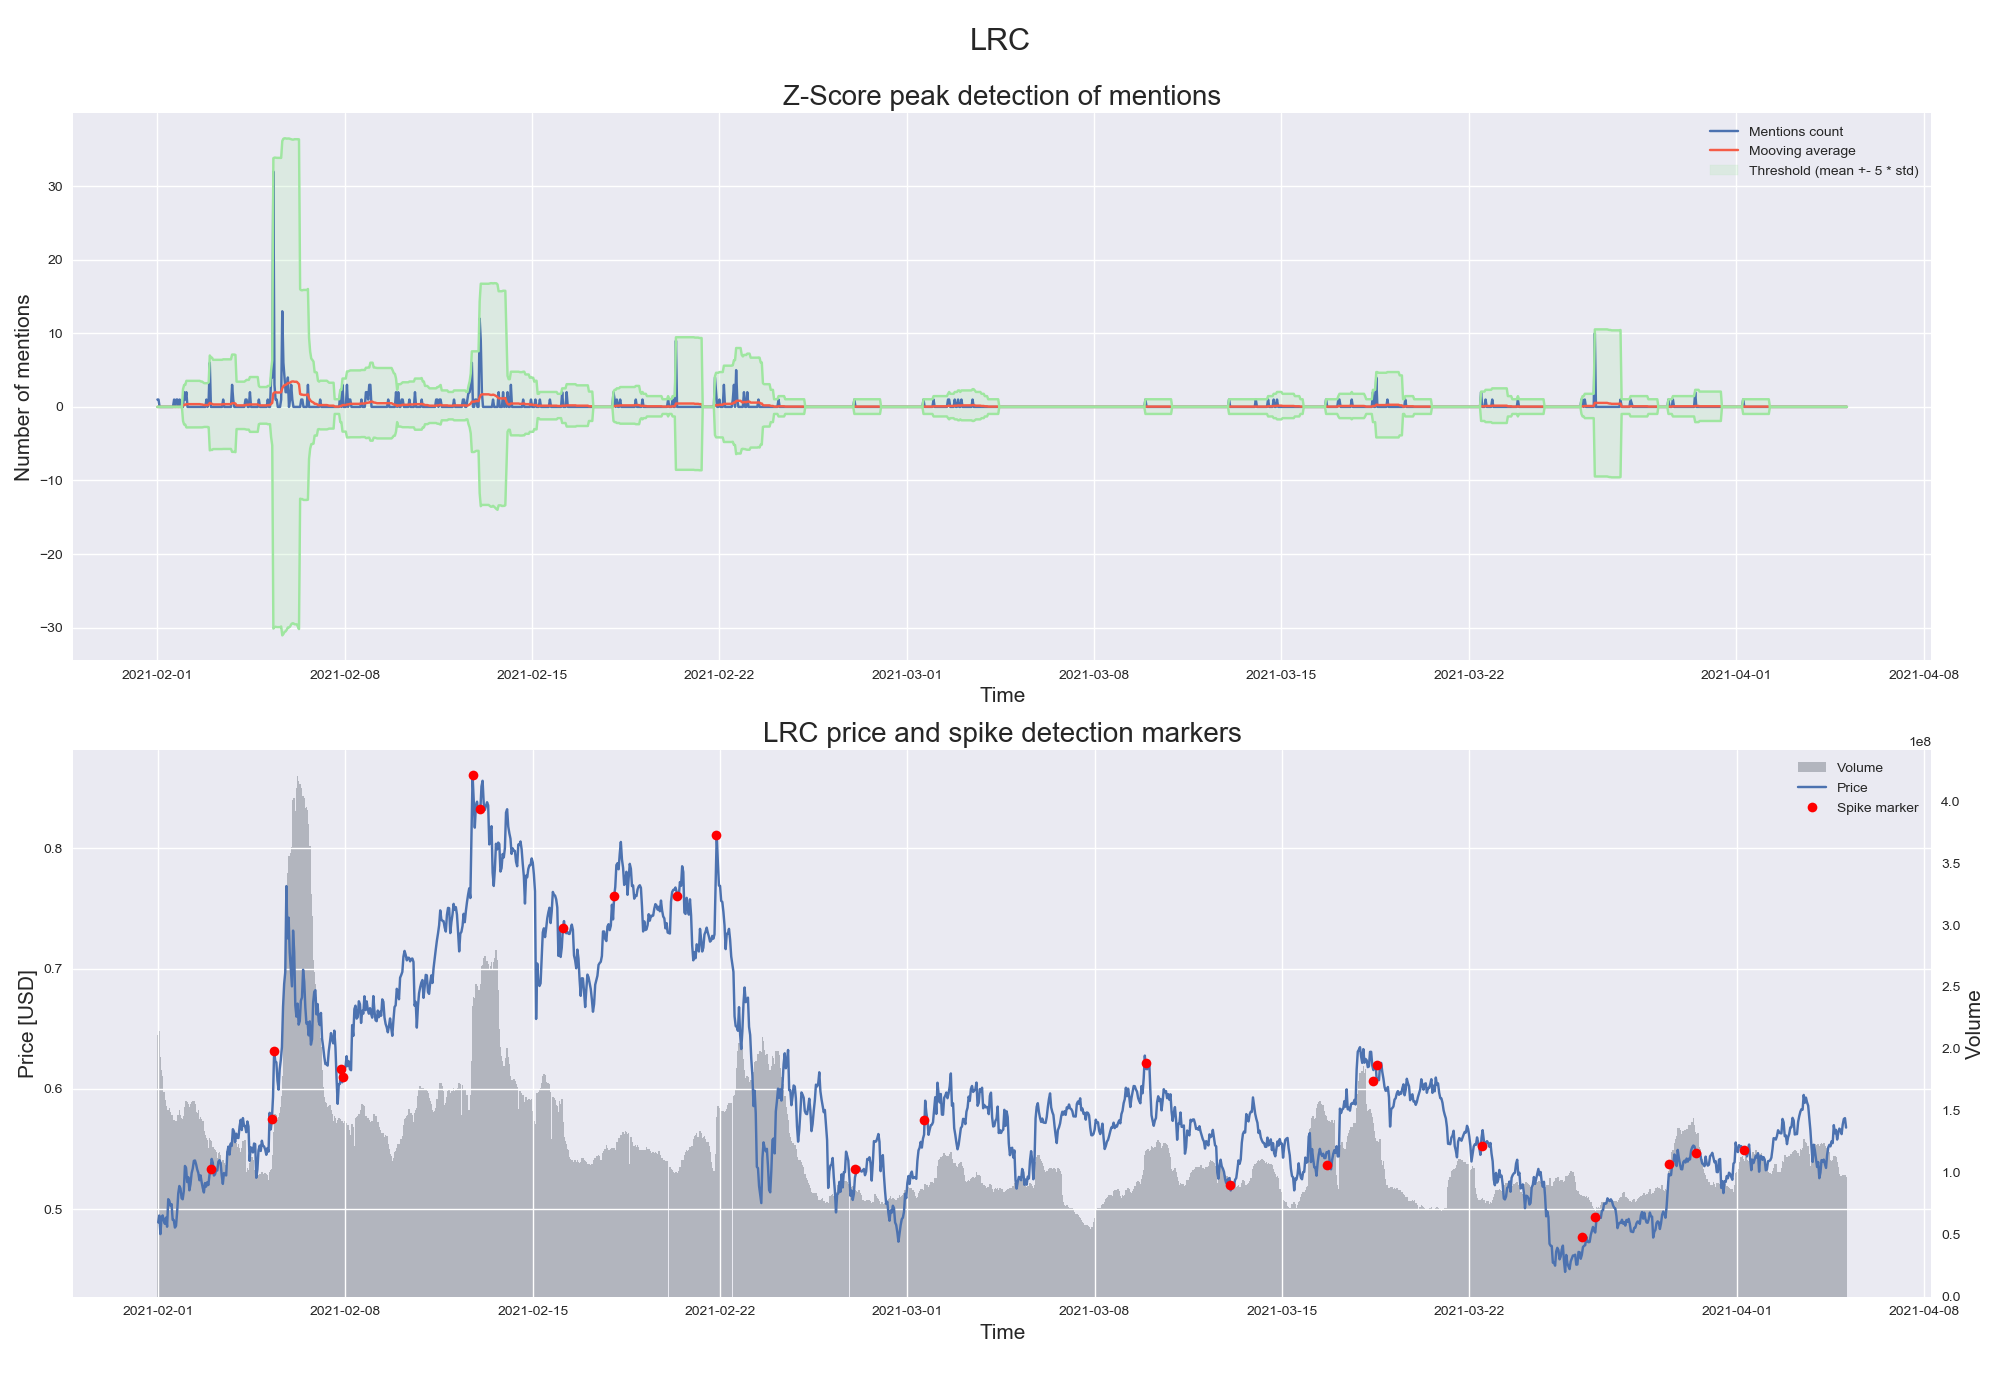 LRC
Z-Score peak detection of mentions
Mentions count
Mooving average
Threshold (mean +- 5 * std)
Number of mentions
30
20
10
0
−10
−20
−30
2021-02-01 2021-02-08 2021-02-15 2021-02-22 2021-03-01 2021-03-08 2021-03-15 2021-03-22 2021-04-01 2021-04-08
Time
LRC price and spike detection markers
1e8
Volume
Price
Spike marker
Price [USD]
0.8
0.7
0.6
0.5
4.0
3.5
3.0
2.5
2.0
1.5
1.0
0.5
0.0
Volume
2021-02-01 2021-02-08 2021-02-15 2021-02-22 2021-03-01 2021-03-08 2021-03-15 2021-03-22 2021-04-01 2021-04-08
Time